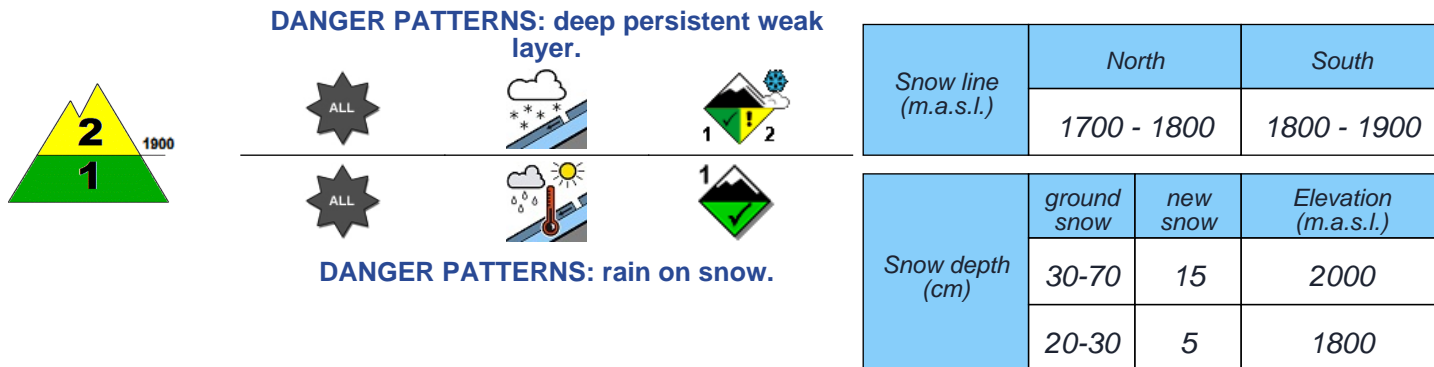 DANGER PATTERNS: deep persistent weak
layer.
2
1900
1
ALL
1 ! 2
ALL
1
DANGER PATTERNS: rain on snow.
Snow line
(m.a.s.l.)
North
South
1700 - 1800
1800 - 1900
Snow depth
(cm)
ground
snow
new
snow
Elevation
(m.a.s.l.)
30-70
15
2000
20-30
5
1800